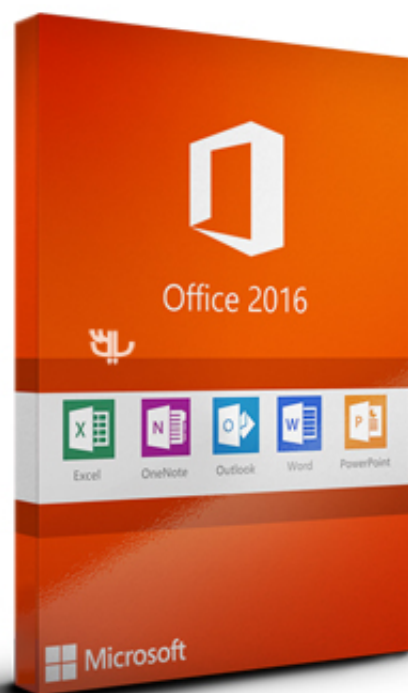 Office 2016
X
N
O
W
P
Excel
OneNote
Outlook
Word
PowerPoint
Microsoft